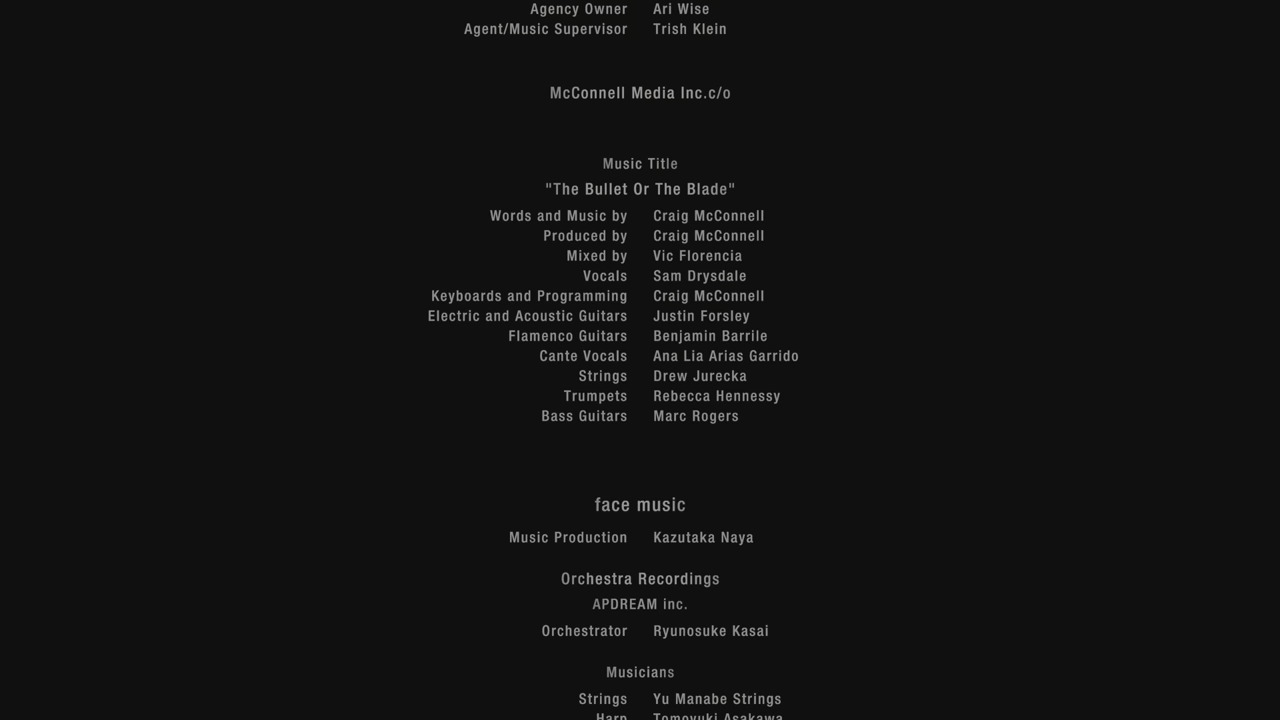 Agency Owner Ari Wise
Agent/Music Supervisor Trish Klein
McConnell Media Inc.c/o
Music Title
"The Bullet Or The Blade"
Words and Music by Craig McConnell
Produced by Craig McConnell
Mixed by Vic Florencia
Vocals Sam Drysdale
Keyboards and Programming Craig McConnell
Electric and Acoustic Guitars Justin Forsley
Flamenco Guitars Benjamin Barrile
Cante Vocals Ana Lia Arias Garrido
Strings Drew Jurecka
Trumpets Rebecca Hennessy
Bass Guitars Marc Rogers
face music
Music Production Kazutaka Naya
Orchestra Recordings
APDREAM inc.
Orchestrator Ryunosuke Kasai
Musicians
Strings Yu Manabe Strings
Harp Tomoyuki Asakawa